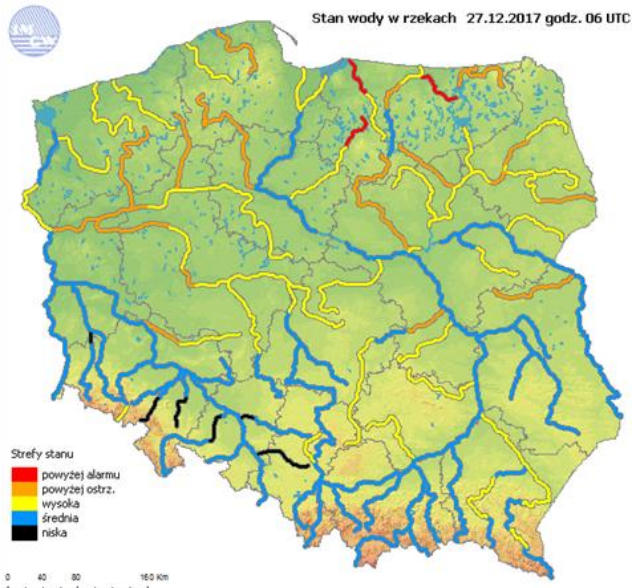 Stan wody w rzekach 27.12.2017 godz. 06 UTC
Strefy stanu
powyżej alarmu
powyżej ostrz.
wysoka
średnia
niska
0 40 80 160 Km